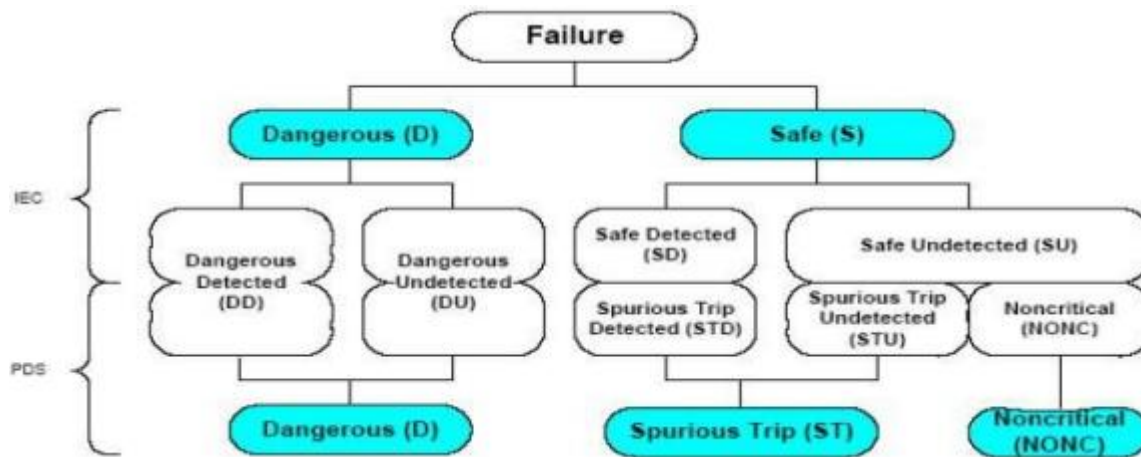 Failure
Dangerous (D)
Safe (S)
IEC
Dangerous
Detected
(DD)
Dangerous
Undetected
(DU)
Safe Detected
(SD)
Safe Undetected (SU)
Spurious Trip
Detected (STD)
Spurious Trip
Undetected
(STU)
Noncritical
(NONC)
PDS
Dangerous (D)
Spurious Trip (ST)
Noncritical
(NONC)